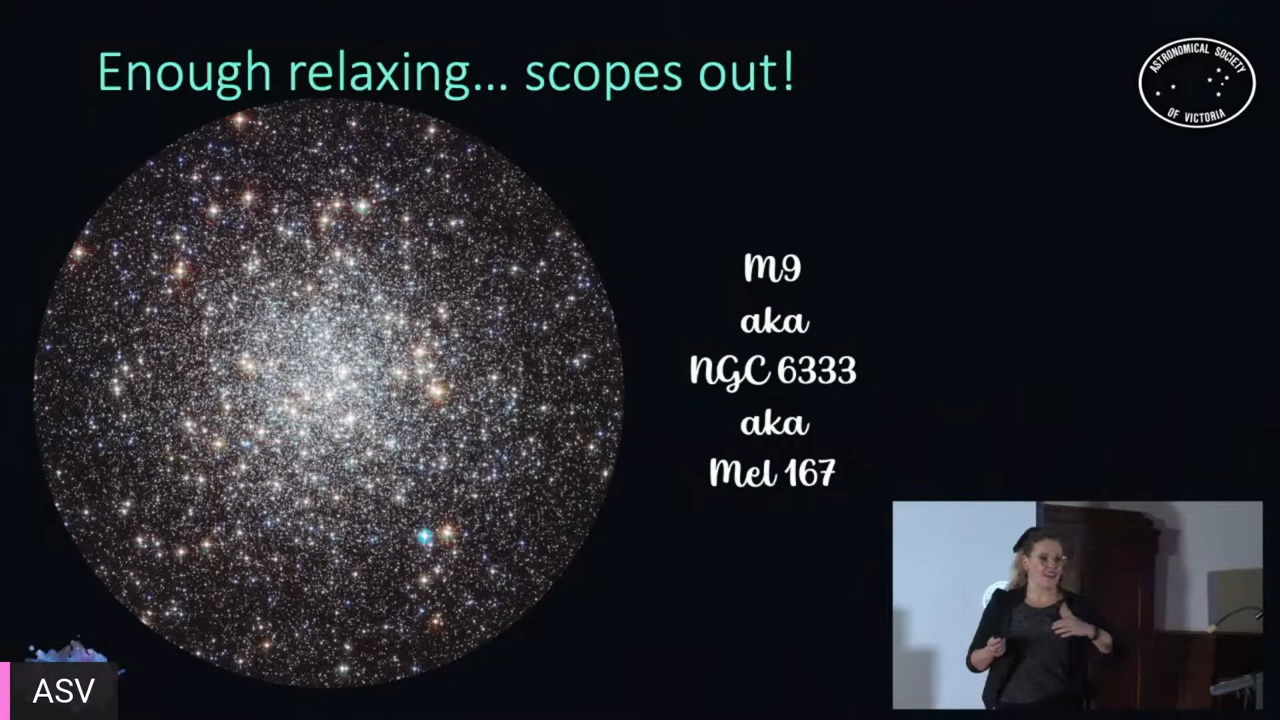 Enough relaxing... scopes out!
ASTRONOMICAL SOCIETY
OF VICTORIA
M9
aka
NGC 6333
aka
Mel 167
ASV